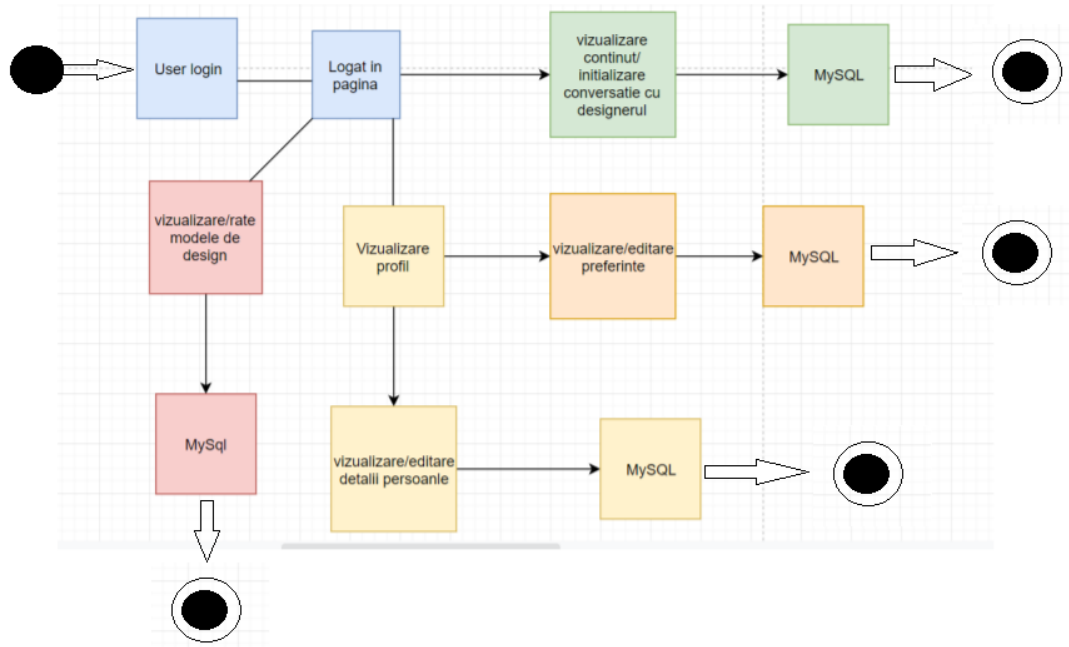 User login
Logat in
pagina
vizualizare
continut/
initializare
conversatie cu
designerul
MySQL
vizualizare/rate
modele de
design
Vizualizare
profil
vizualizare/editare
preferinte
MySQL
MySql
vizualizare/editare
detalii persoanle
MySQL